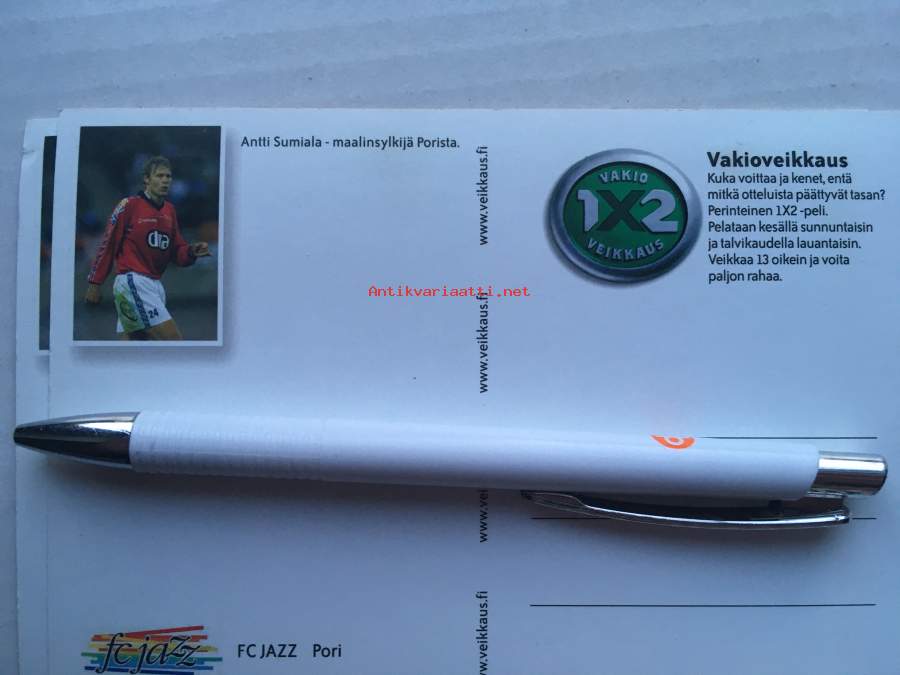 Antti Sumiala - maalinsylkijä Porista.
dna
24
www.veikkaus.fi
www.veikkaus.fi
www.veikkaus.fi
VAKIO
1X2
VEIKKAUS
Vakioveikkaus
Kuka voittaa ja kenet, entä
mitkä otteluista päättyvät tasan?
Perinteinen 1X2 -peli.
Pelataan kesällä sunnuntaisin
ja talvikaudella lauantaisin.
Veikkaa 13 oikein ja voita
paljon rahaa.
Antikvariaatti.net
fc jazz
FC JAZZ Pori